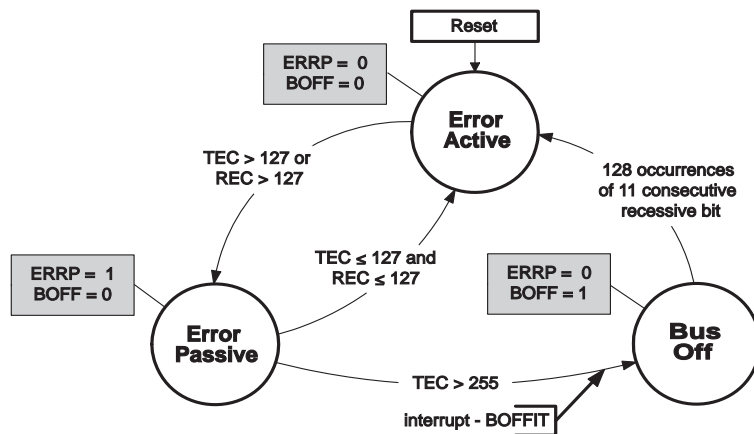 Reset
ERRP = 0
BOFF = 0
Error
Active
TEC > 127 or
REC > 127
128 occurrences
of 11 consecutive
recessive bit
TEC ≤ 127 and
REC ≤ 127
ERRP = 1
BOFF = 0
ERRP = 0
BOFF = 1
Error
Passive
Bus
Off
TEC > 255
interrupt - BOFFIT